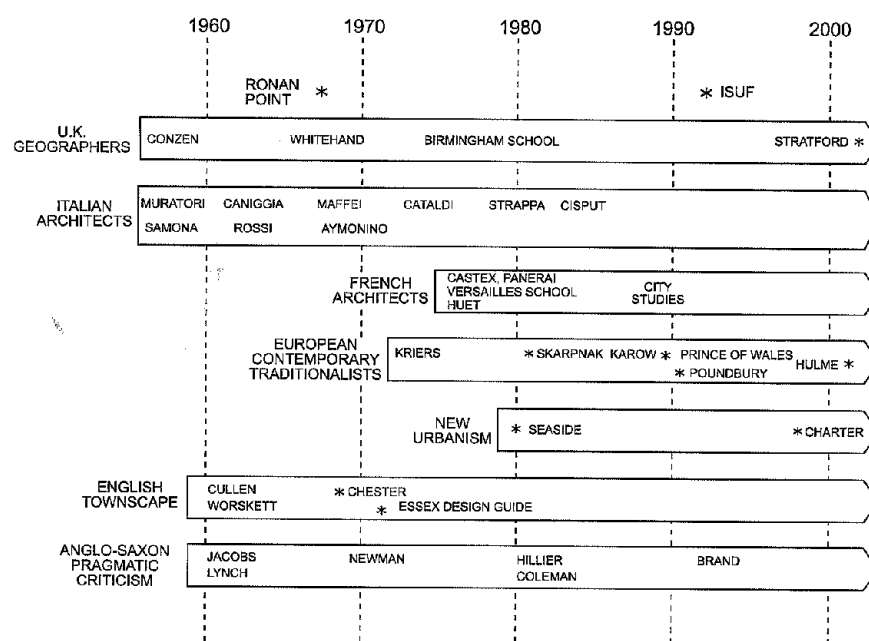 1960 1970 1980 1990 2000
RONAN
POINT * * ISUF
U.K.
GEOGRAPHERS
CONZEN WHITEHAND BIRMINGHAM SCHOOL STRATFORD *
ITALIAN
ARCHITECTS
MURATORI CANIGGIA MAFFEI CATALDI STRAPPA CISPUT
SAMONA ROSSI AYMONINO
FRENCH
ARCHITECTS
CASTEX, PANERAI
VERSAILLES SCHOOL
HUET
CITY
STUDIES
EUROPEAN
CONTEMPORARY
TRADITIONALISTS
KRIERS * SKARPNAK KAROW * PRINCE OF WALES
* POUNDBURY HULME *
NEW
URBANISM
* SEASIDE * CHARTER
ENGLISH
TOWNSCAPE
CULLEN * CHESTER
WORSKETT * ESSEX DESIGN GUIDE
ANGLO-SAXON
PRAGMATIC
CRITICISM
JACOBS NEWMAN HILLIER BRAND
LYNCH COLEMAN